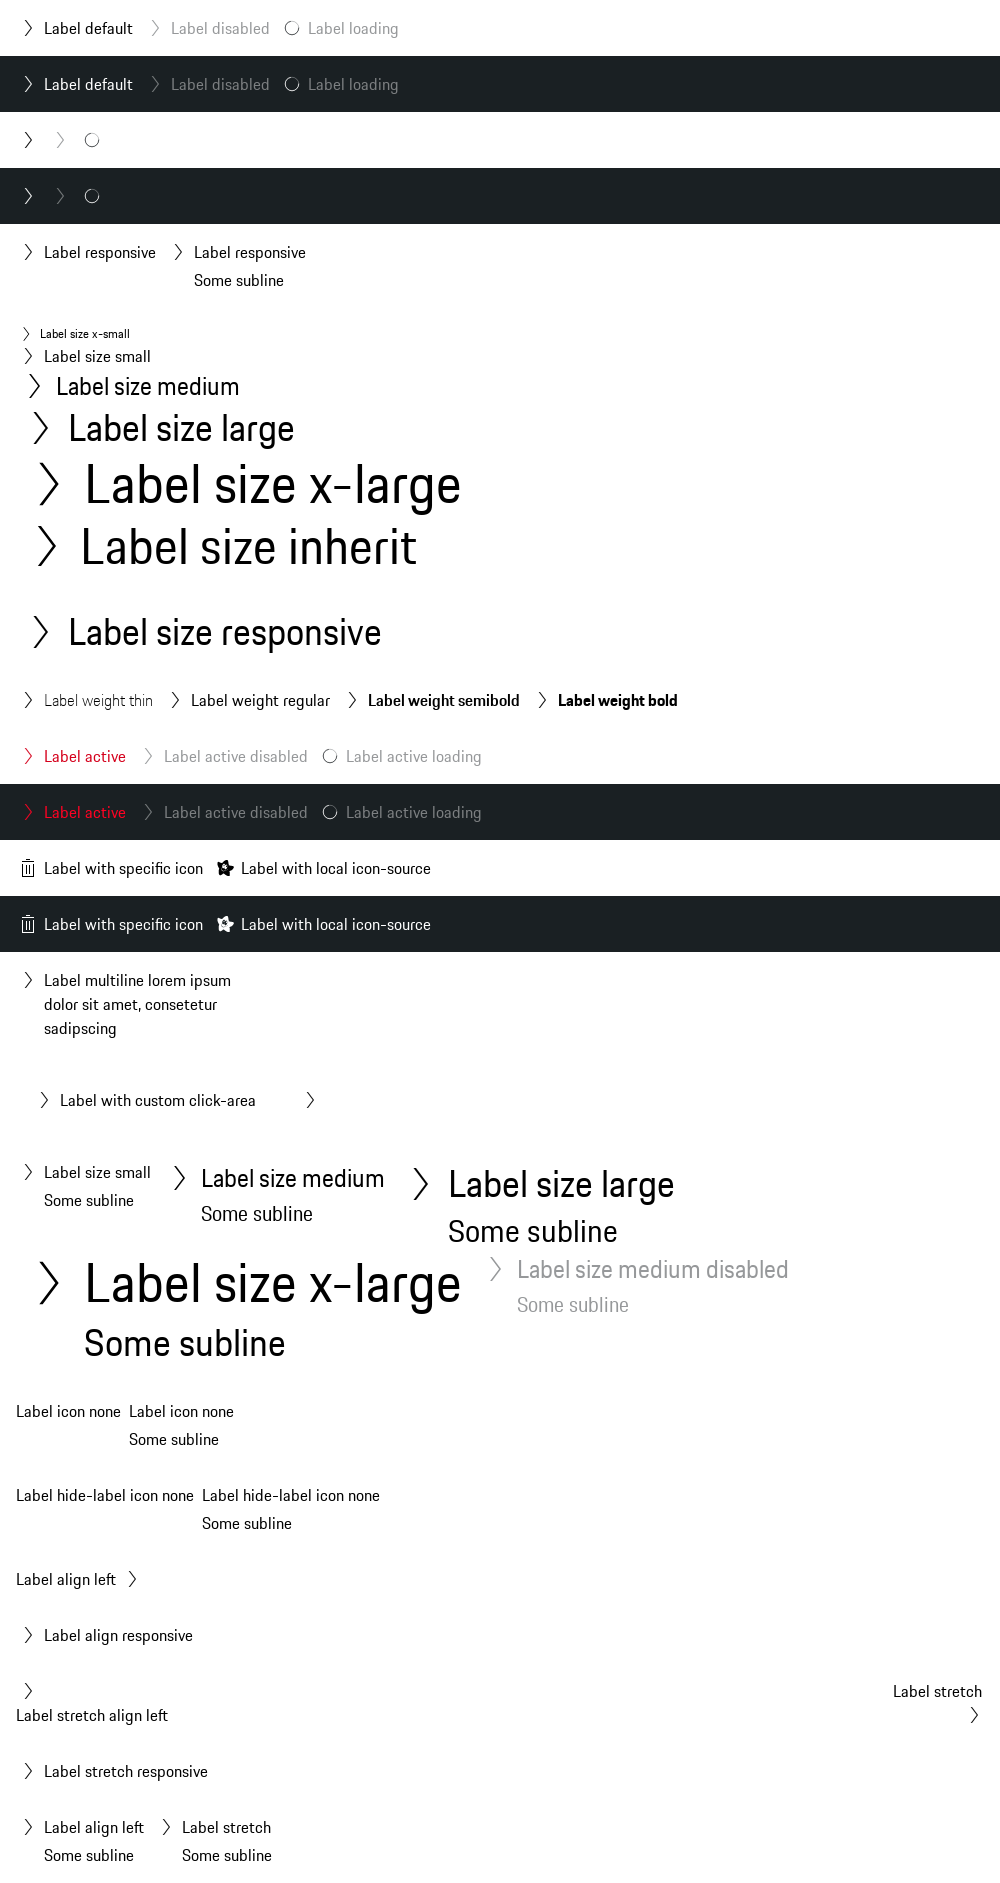 Label default Label disabled Label loading
Label default Label disabled Label loading
Label responsive Label responsive
Some subline
Label size x-small
Label size small
Label size medium
Label size large
Label size x-large
Label size inherit
Label size responsive
Label weight thin Label weight regular Label weight semibold Label weight bold
Label active Label active disabled Label active loading
Label active Label active disabled Label active loading
Label with specific icon Label with local icon-source
Label with specific icon Label with local icon-source
Label multiline lorem ipsum
dolor sit amet, consetetur
sadipscing
Label with custom click-area
Label size small Label size medium Label size large
Some subline Some subline Some subline
Label size x-large Label size medium disabled
Some subline Some subline
Label icon none Label icon none
Some subline
Label hide-label icon none Label hide-label icon none
Some subline
Label align left
Label align responsive
Label stretch
Label stretch align left
Label stretch responsive
Label align left Label stretch
Some subline Some subline